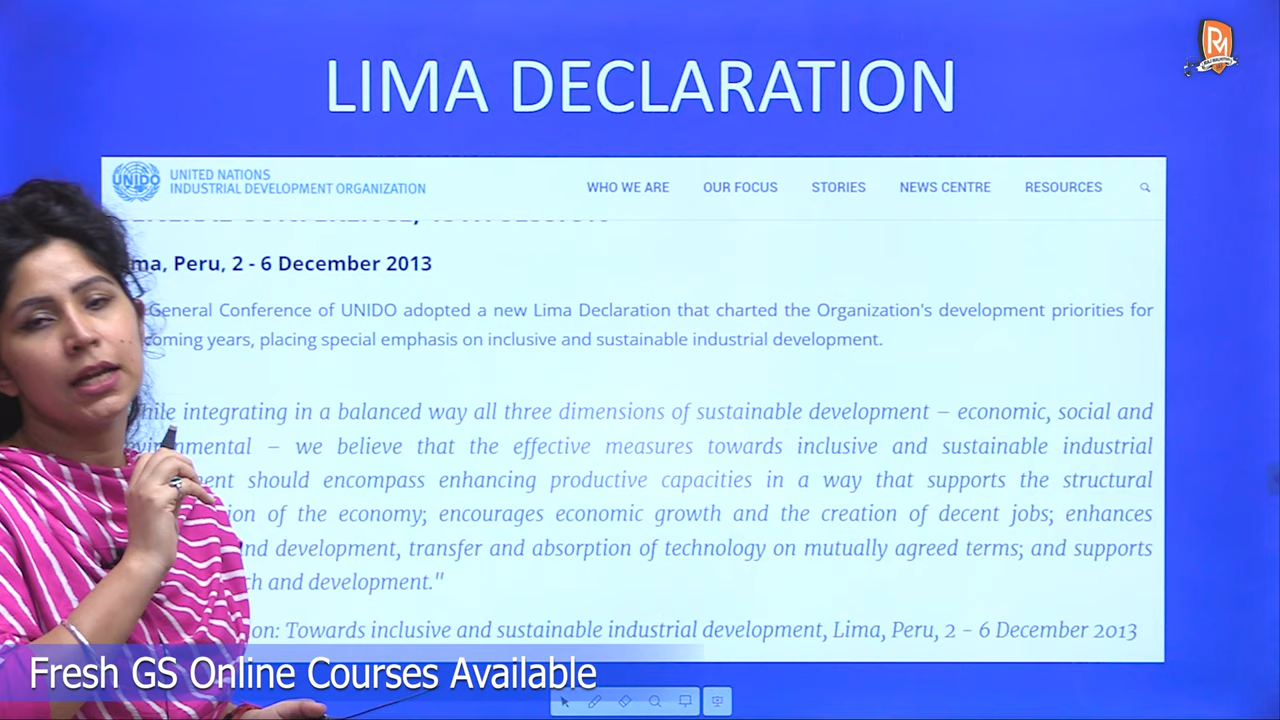 LIMA DECLARATION
RM
UNIDO
UNITED NATIONS
INDUSTRIAL DEVELOPMENT ORGANIZATION
WHO WE ARE
OUR FOCUS
STORIES
NEWS CENTRE
RESOURCES
ma, Peru, 2 - 6 December 2013
General Conference of UNIDO adopted a new Lima Declaration that charted the Organization's development priorities for
coming years, placing special emphasis on inclusive and sustainable industrial development.
hile integrating in a balanced way all three dimensions of sustainable development – economic, social and
mental – we believe that the effective measures towards inclusive and sustainable industrial
ent should encompass enhancing productive capacities in a way that supports the structural
ion of the economy; encourages economic growth and the creation of decent jobs; enhances
nd development, transfer and absorption of technology on mutually agreed terms; and supports
ch and development."
on: Towards inclusive and sustainable industrial development, Lima, Peru, 2 - 6 December 2013
Fresh GS Online Courses Available